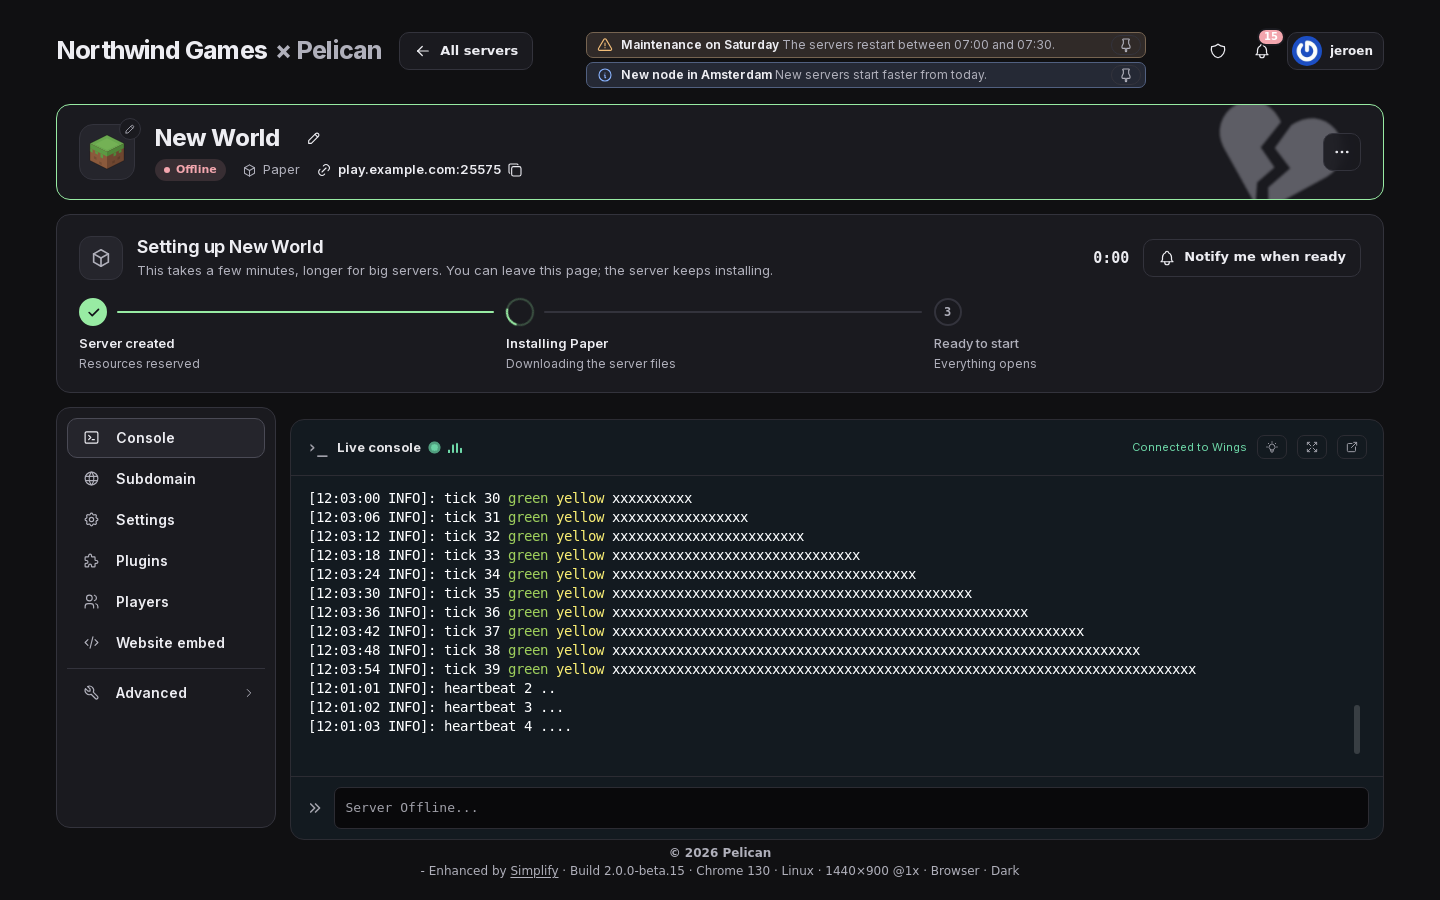 Northwind Games × Pelican
All servers
Maintenance on Saturday The servers restart between 07:00 and 07:30.
New node in Amsterdam New servers start faster from today.
15
jeroen
New World
Offline
Paper
play.example.com:25575
Setting up New World
This takes a few minutes, longer for big servers. You can leave this page; the server keeps installing.
0:00
Notify me when ready
3
Server created
Installing Paper
Ready to start
Resources reserved
Downloading the server files
Everything opens
Console
Subdomain
Settings
Plugins
Players
Website embed
Advanced
Live console
Connected to Wings
[12:03:00 INFO]: tick 30 green yellow xxxxxxxxxx
[12:03:06 INFO]: tick 31 green yellow xxxxxxxxxxxxxxxxx
[12:03:12 INFO]: tick 32 green yellow xxxxxxxxxxxxxxxxxxxxxxxx
[12:03:18 INFO]: tick 33 green yellow xxxxxxxxxxxxxxxxxxxxxxxxxxxxxxx
[12:03:24 INFO]: tick 34 green yellow xxxxxxxxxxxxxxxxxxxxxxxxxxxxxxxxxxxxxx
[12:03:30 INFO]: tick 35 green yellow xxxxxxxxxxxxxxxxxxxxxxxxxxxxxxxxxxxxxxxxxxxxx
[12:03:36 INFO]: tick 36 green yellow xxxxxxxxxxxxxxxxxxxxxxxxxxxxxxxxxxxxxxxxxxxxxxxxxxxx
[12:03:42 INFO]: tick 37 green yellow xxxxxxxxxxxxxxxxxxxxxxxxxxxxxxxxxxxxxxxxxxxxxxxxxxxxxxxxxxx
[12:03:48 INFO]: tick 38 green yellow xxxxxxxxxxxxxxxxxxxxxxxxxxxxxxxxxxxxxxxxxxxxxxxxxxxxxxxxxxxxxxxxxx
[12:03:54 INFO]: tick 39 green yellow xxxxxxxxxxxxxxxxxxxxxxxxxxxxxxxxxxxxxxxxxxxxxxxxxxxxxxxxxxxxxxxxxxxxxxxxx
[12:01:01 INFO]: heartbeat 2 ..
[12:01:02 INFO]: heartbeat 3 ...
[12:01:03 INFO]: heartbeat 4 ....
Server Offline...
© 2026 Pelican
- Enhanced by Simplify · Build 2.0.0-beta.15 · Chrome 130 · Linux · 1440×900 @1x · Browser · Dark